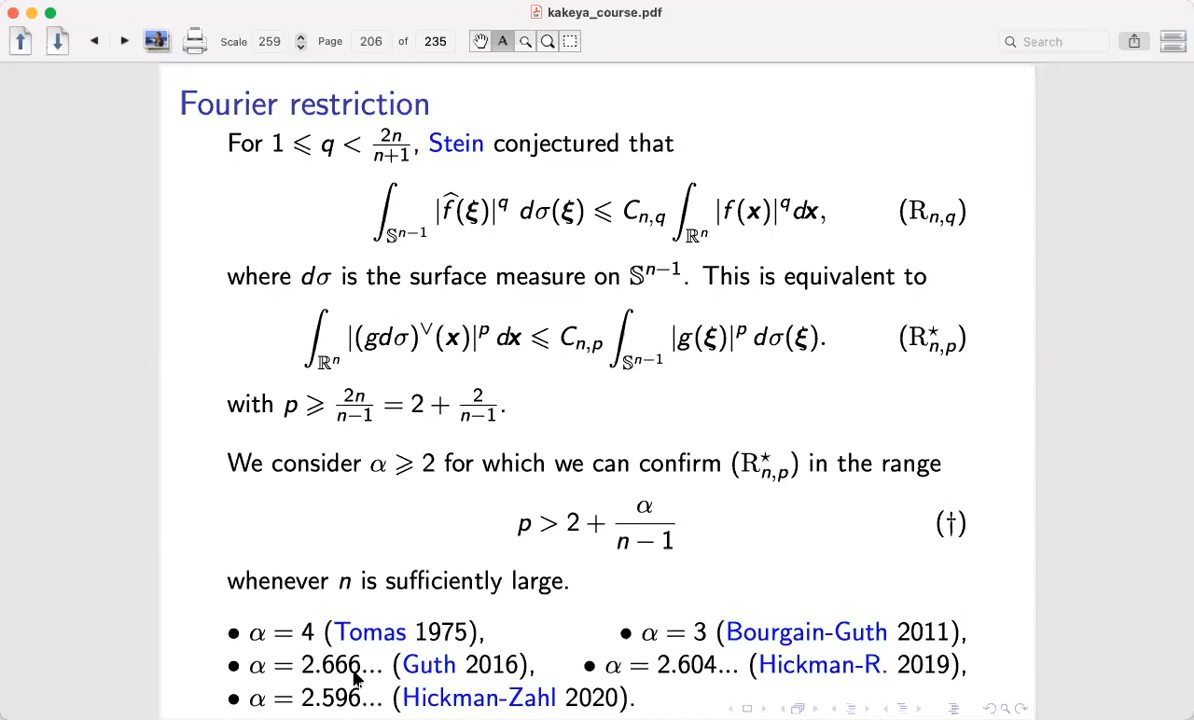 kakeya_course.pdf
Scale 259 Page 206 of 235 Search
Fourier restriction
For 1 ⩽ q < 2n/n+1, Stein conjectured that
∫_{𝕊^{n−1}} |f̂(ξ)|^q dσ(ξ) ⩽ C_{n,q} ∫_{ℝ^n} |f(x)|^q dx, (R_{n,q})
where dσ is the surface measure on 𝕊^{n−1}. This is equivalent to
∫_{ℝ^n} |(gdσ)^∨(x)|^p dx ⩽ C_{n,p} ∫_{𝕊^{n−1}} |g(ξ)|^p dσ(ξ). (R^⋆_{n,p})
with p ⩾ 2n/n−1 = 2 + 2/n−1.
We consider α ⩾ 2 for which we can confirm (R^⋆_{n,p}) in the range
p > 2 + α/n − 1 (†)
whenever n is sufficiently large.
• α = 4 (Tomas 1975), • α = 3 (Bourgain-Guth 2011),
• α = 2.666... (Guth 2016), • α = 2.604... (Hickman-R. 2019),
• α = 2.596... (Hickman-Zahl 2020).